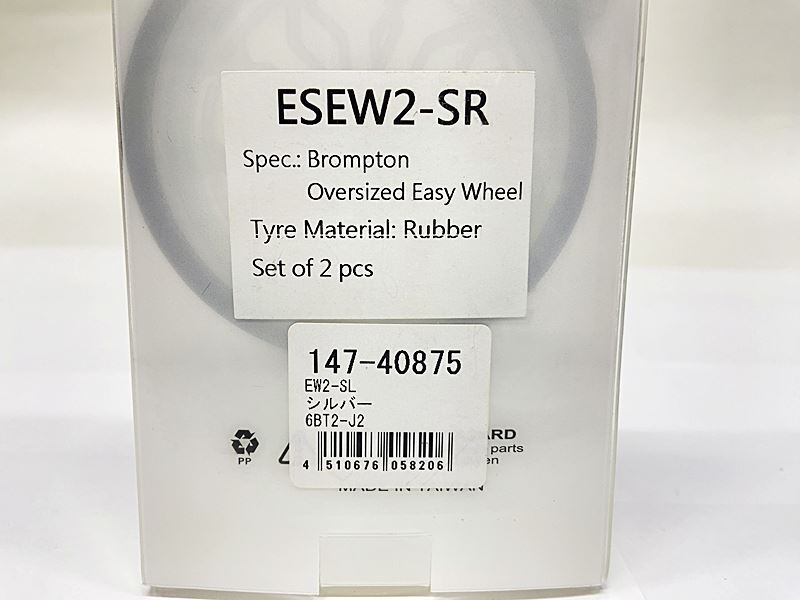 ESEW2-SR
Spec.: Brompton
Oversized Easy Wheel
Tyre Material: Rubber
Set of 2 pcs
147-40875
EW2-SL
シルバー
6BT2-J2
4 510676 058206
PP
parts
MADE IN TAIWAN